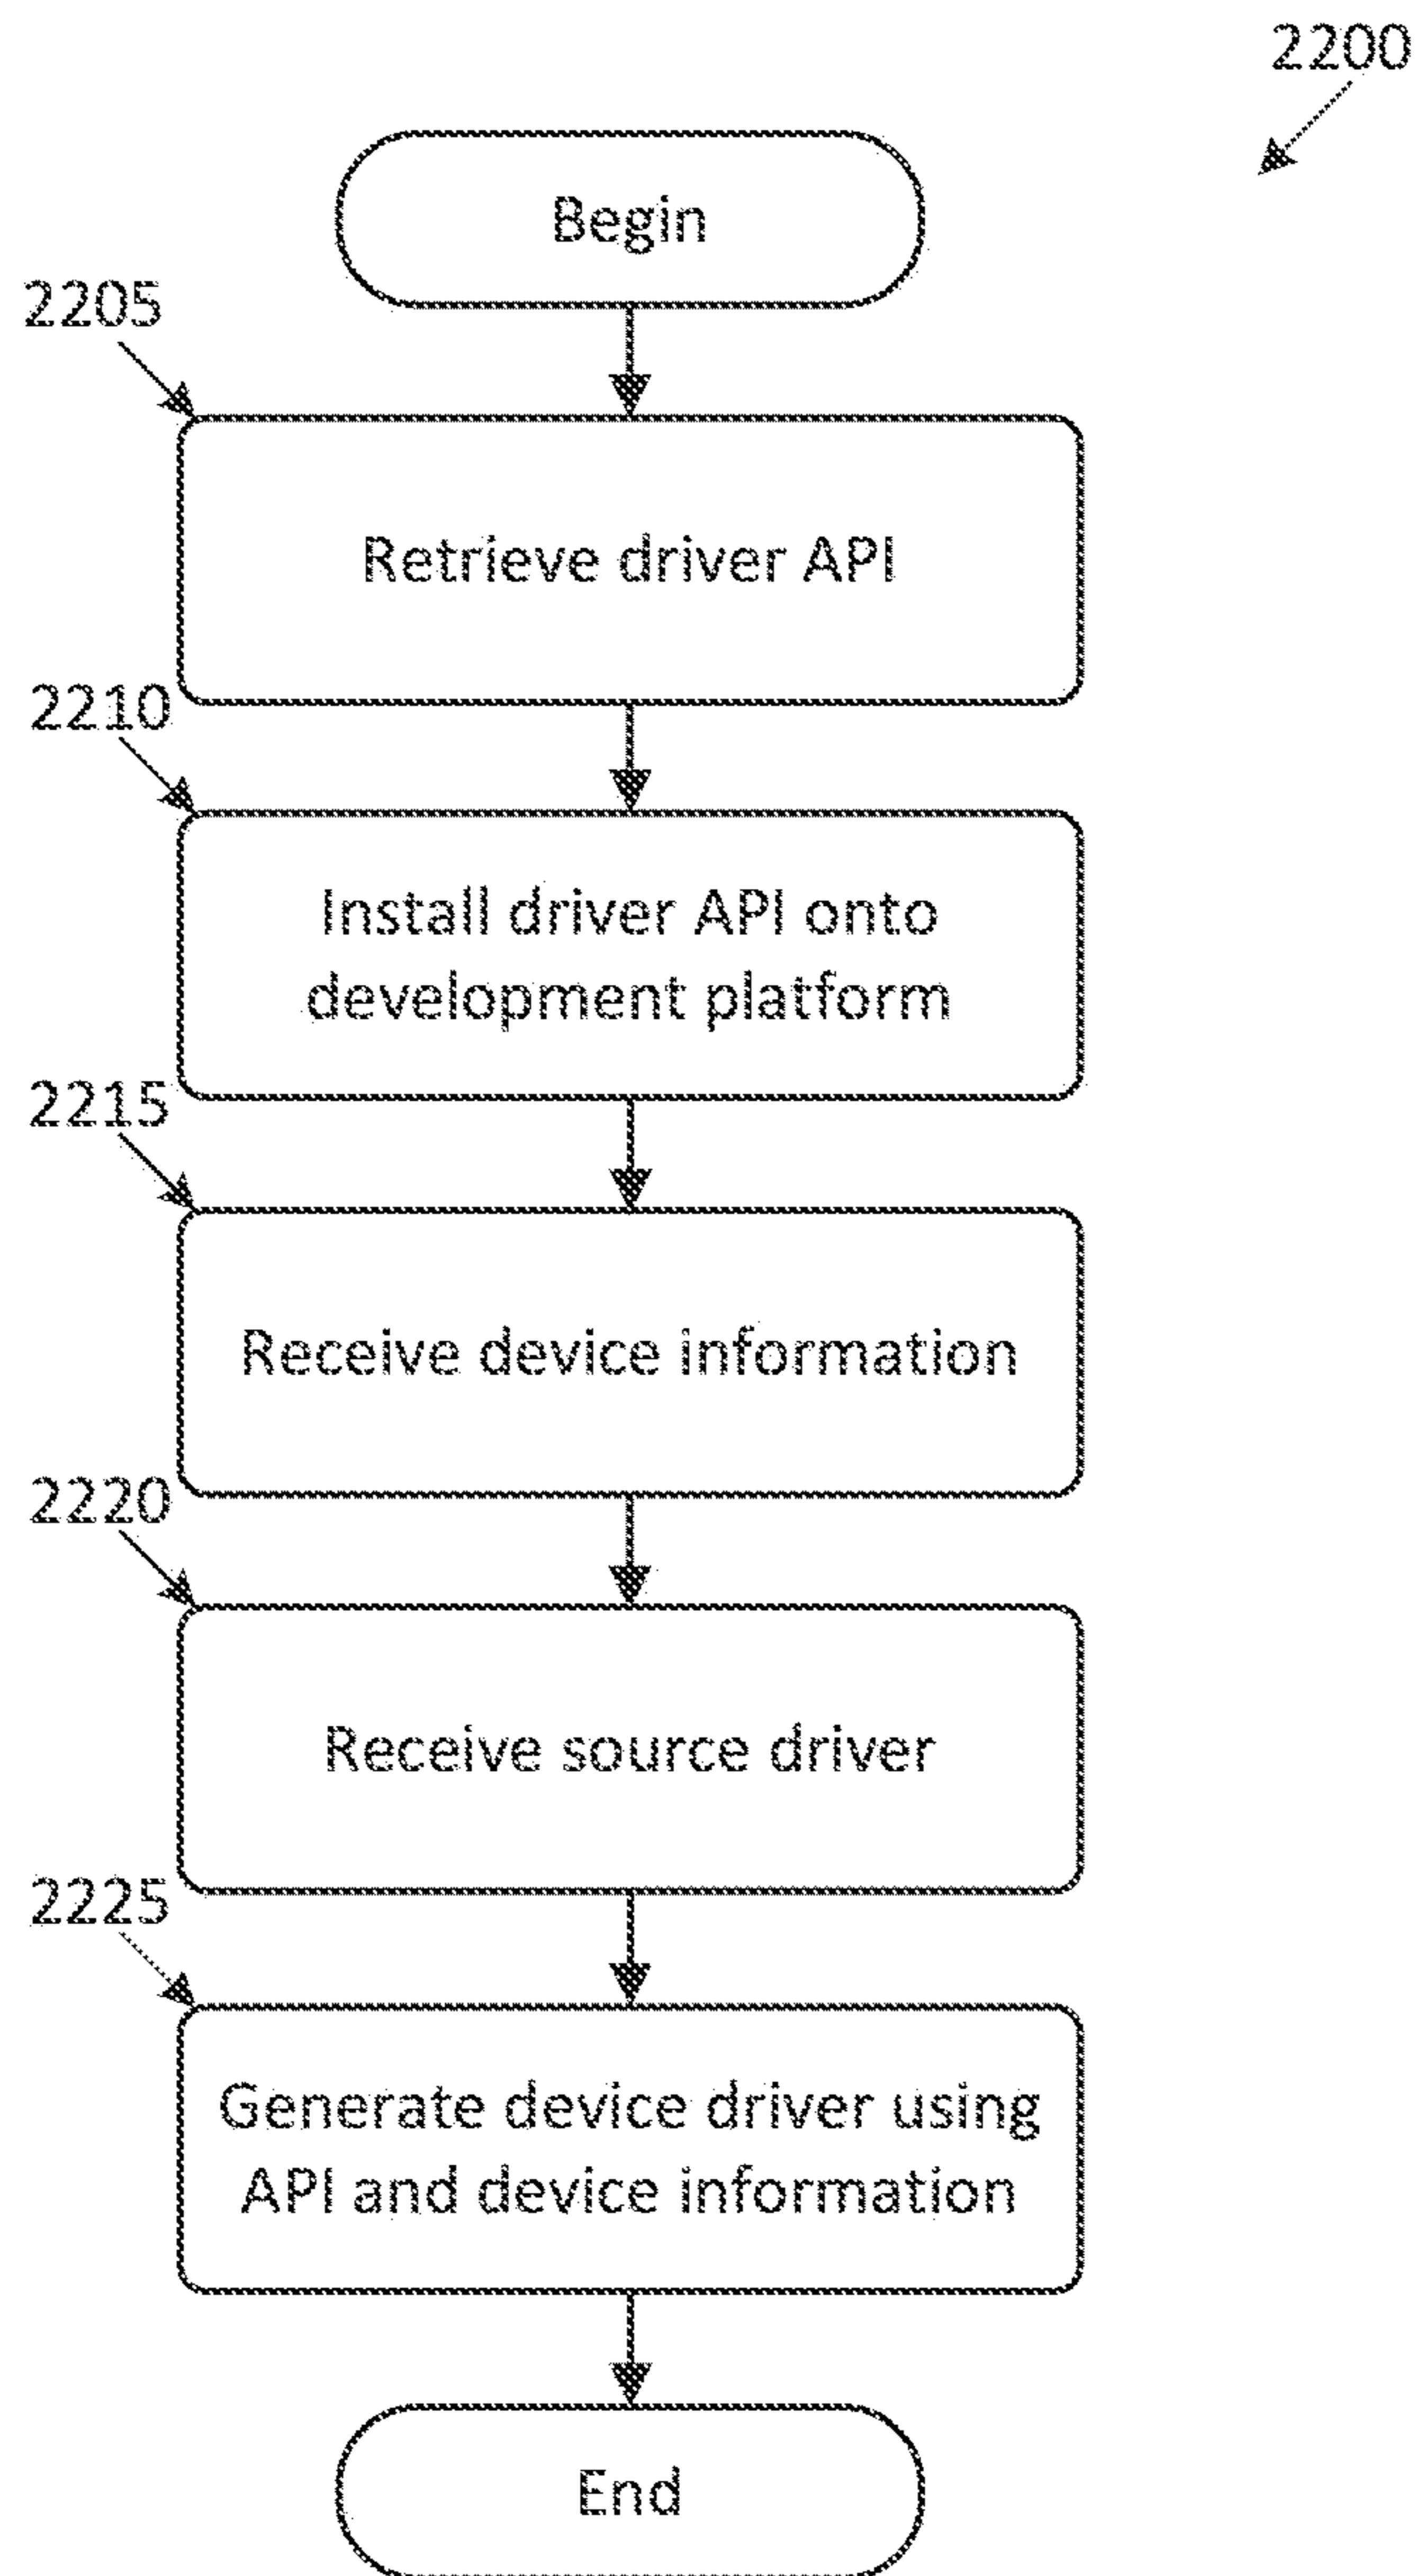 2200
Begin
2205
Retrieve driver API
2210
Install driver API onto
development platform
2215
Receive device information
2220
Receive source driver
2225
Generate device driver using
API and device information
End